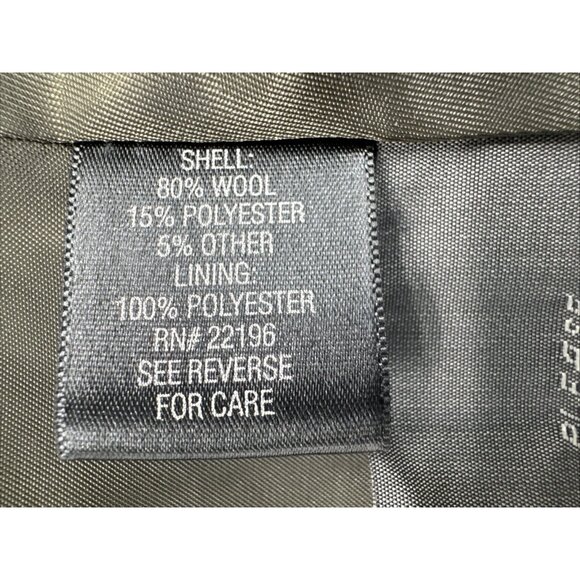 SHELL:
80% WOOL
15% POLYESTER
5% OTHER
LINING:
100% POLYESTER
RN# 22196
SEE REVERSE
FOR CARE